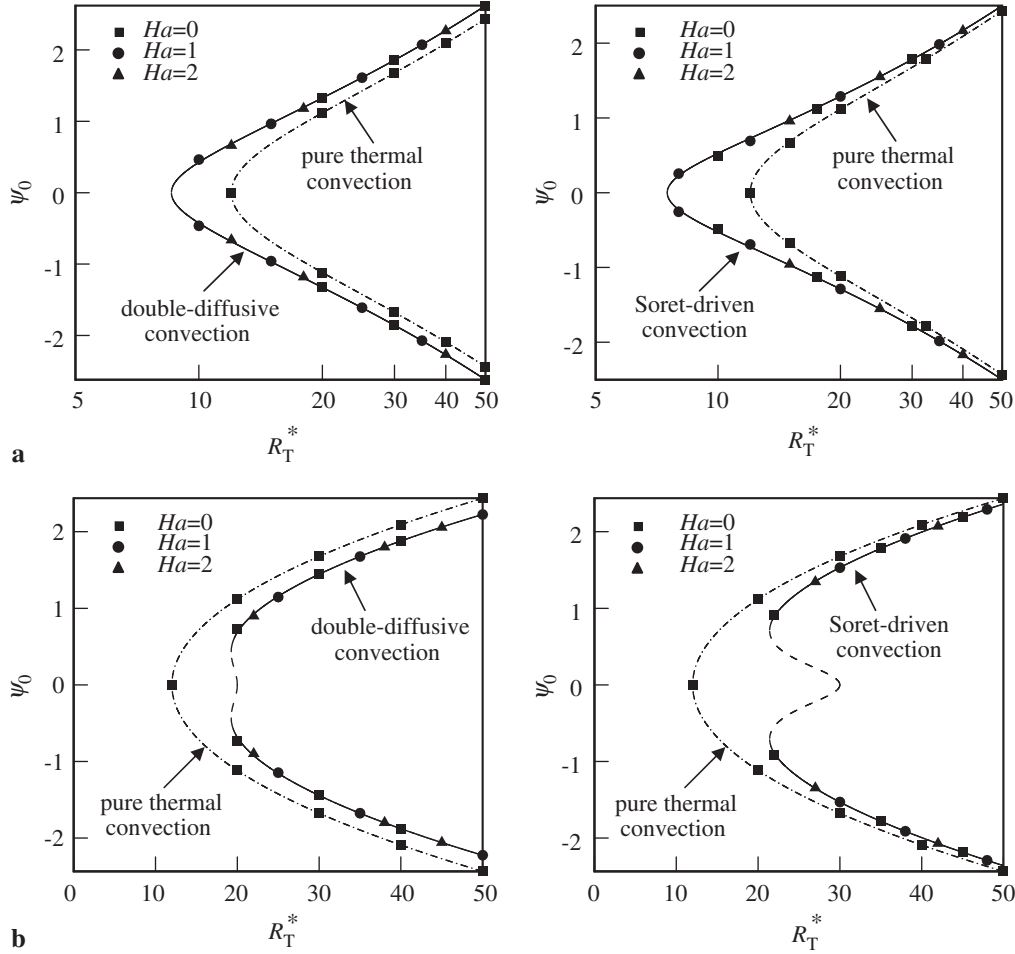 2
1
0
-1
-2
ψ0
Ha=0
Ha=1
Ha=2
pure thermal
convection
double-diffusive
convection
5
10
20
30
40
50
R*T
a
2
1
0
-1
-2
ψ0
Ha=0
Ha=1
Ha=2
pure thermal
convection
Soret-driven
convection
5
10
20
30
40
50
R*T
2
1
0
-1
-2
ψ0
Ha=0
Ha=1
Ha=2
double-diffusive
convection
pure thermal
convection
0
10
20
30
40
50
R*T
b
2
1
0
-1
-2
ψ0
Ha=0
Ha=1
Ha=2
Soret-driven
convection
pure thermal
convection
0
10
20
30
40
50
R*T